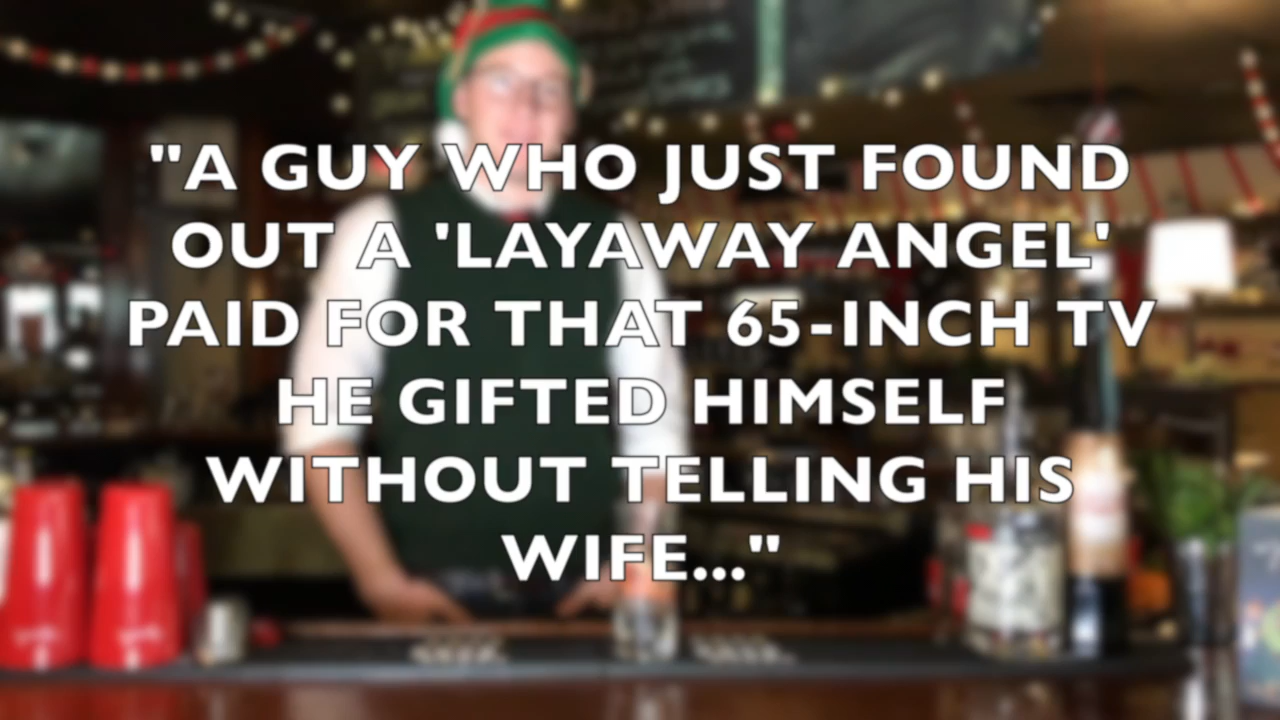 "A GUY WHO JUST FOUND
OUT A 'LAYAWAY ANGEL'
PAID FOR THAT 65-INCH TV
HE GIFTED HIMSELF
WITHOUT TELLING HIS
WIFE..."